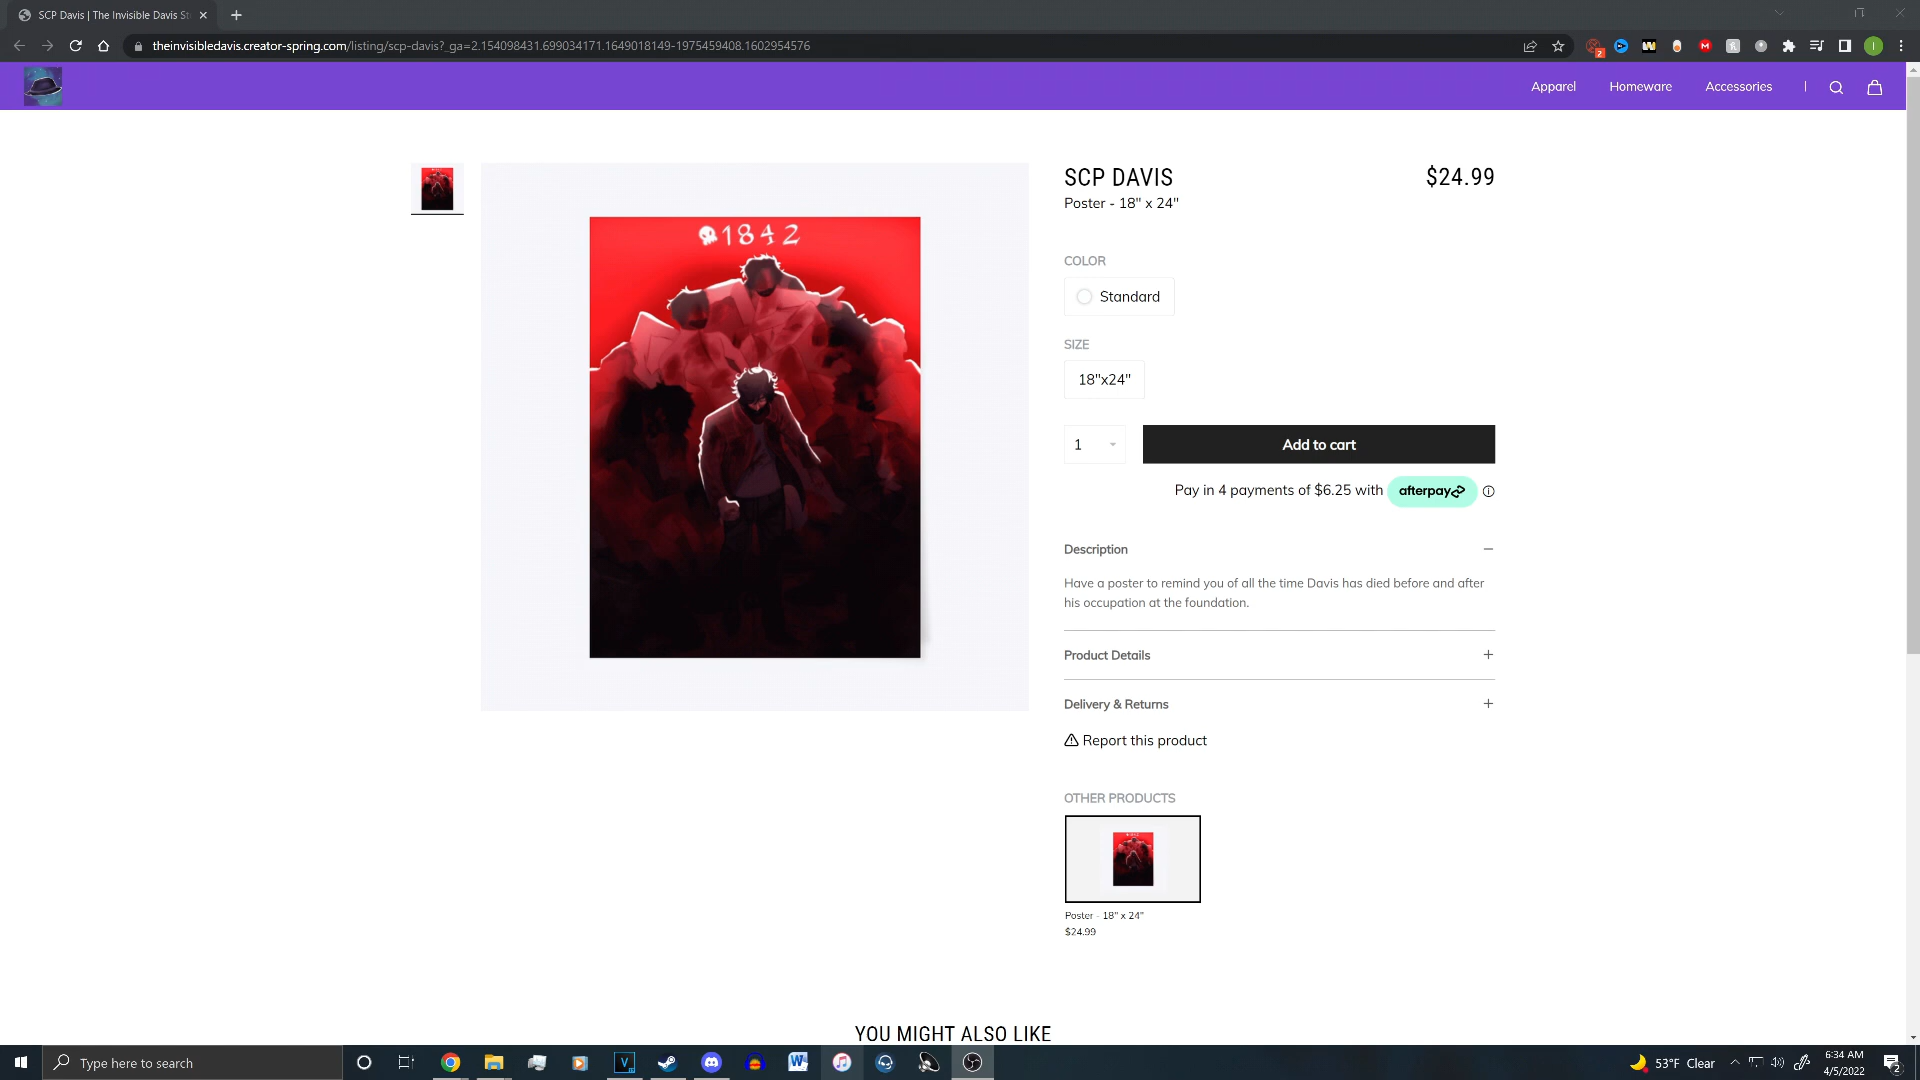 SCP Davis | The Invisible Davis St
theinvisibledavis.creator-spring.com/listing/scp-davis?_ga=2.154098431.699034171.1649018149-1975459408.1602954576
Apparel
Homeware
Accessories
1842
SCP DAVIS
$24.99
Poster - 18" x 24"
COLOR
Standard
SIZE
18"x24"
1
Add to cart
Pay in 4 payments of $6.25 with afterpay
Description
Have a poster to remind you of all the time Davis has died before and after
his occupation at the foundation.
Product Details
Delivery & Returns
Report this product
OTHER PRODUCTS
Poster - 18" x 24"
$24.99
YOU MIGHT ALSO LIKE
Type here to search
53°F Clear
6:34 AM
4/5/2022
2